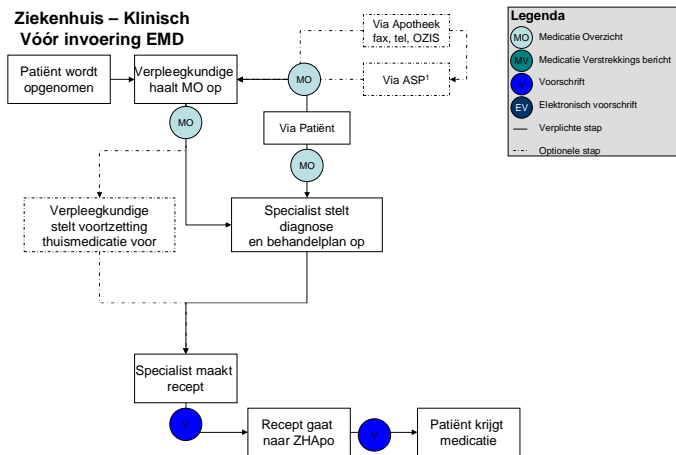 Ziekenhuis – Klinisch
Vóór invoering EMD
Patiënt wordt
opgenomen
Verpleegkundige
haalt MO op
MO
Via Apotheek
fax, tel, OZIS
Via ASP¹
MO
Via Patiënt
MO
Verpleegkundige
stelt voortzetting
thuismedicatie voor
Specialist stelt
diagnose
en behandelplan op
Specialist maakt
recept
V
Recept gaat
naar ZHApo
V
Patiënt krijgt
medicatie
Legenda
MO Medicatie Overzicht
MV Medicatie Verstrekkings bericht
V Voorschrift
EV Elektronisch voorschrift
Verplichte stap
Optionele stap